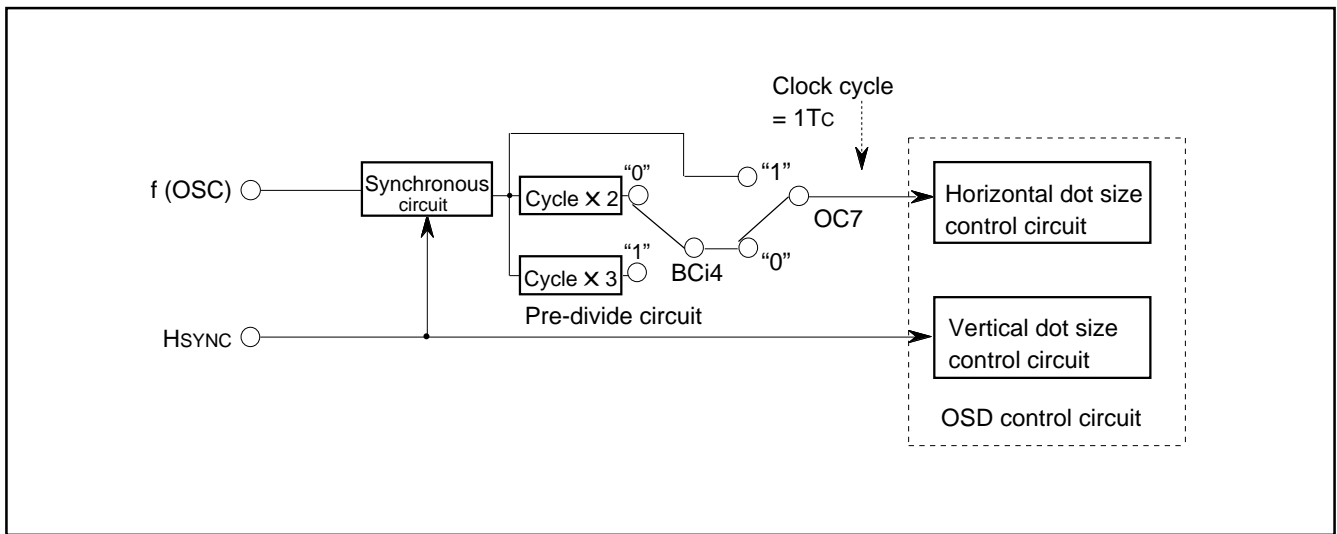 Clock cycle
= 1TC
f (OSC)
Synchronous
circuit
Cycle × 2
“0”
“1”
OC7
Horizontal dot size
control circuit
Cycle × 3
“1”
BCi4
“0”
Pre-divide circuit
HSYNC
Vertical dot size
control circuit
OSD control circuit